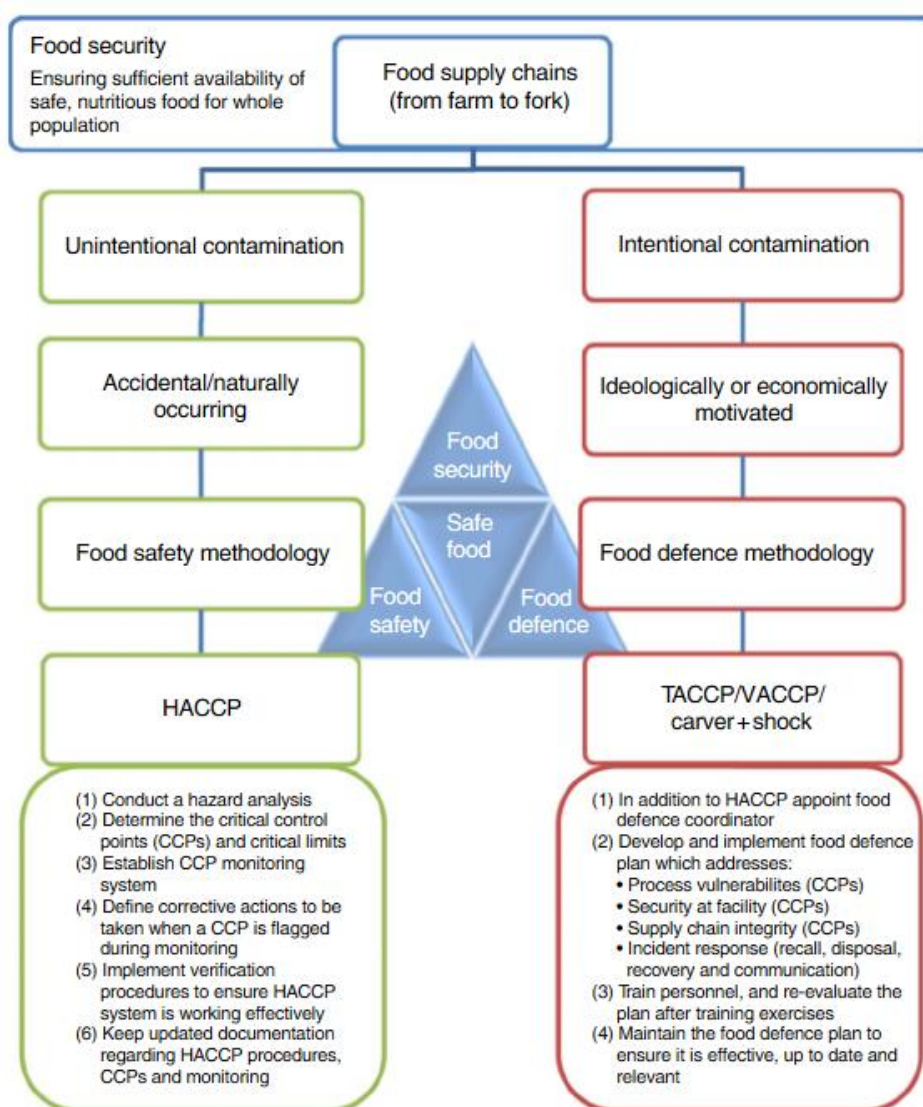 Food security
Ensuring sufficient availability of
safe, nutritious food for whole
population
Food supply chains
(from farm to fork)
Unintentional contamination
Intentional contamination
Accidental/naturally
occurring
Ideologically or economically
motivated
Food
security
Safe
food
Food
safety
Food
defence
Food safety methodology
Food defence methodology
HACCP
TACCP/VACCP/
carver+shock
(1) Conduct a hazard analysis
(2) Determine the critical control
points (CCPs) and critical limits
(3) Establish CCP monitoring
system
(4) Define corrective actions to be
taken when a CCP is flagged
during monitoring
(5) Implement verification
procedures to ensure HACCP
system is working effectively
(6) Keep updated documentation
regarding HACCP procedures,
CCPs and monitoring
(1) In addition to HACCP appoint food
defence coordinator
(2) Develop and implement food defence
plan which addresses:
• Process vulnerabilites (CCPs)
• Security at facility (CCPs)
• Supply chain integrity (CCPs)
• Incident response (recall, disposal,
recovery and communication)
(3) Train personnel, and re-evaluate the
plan after training exercises
(4) Maintain the food defence plan to
ensure it is effective, up to date and
relevant